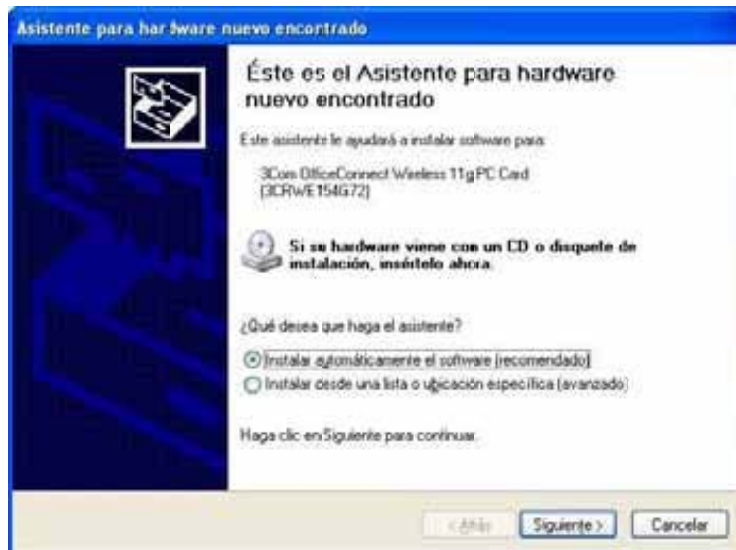 Asistente para hardware nuevo encontrado
Éste es el Asistente para hardware
nuevo encontrado
Este asistente le ayudará a instalar software para:
3Com OfficeConnect Wireless 11g PC Card
(3CRWE154G72)
Si su hardware viene con un CD o disquete de
instalación, insértelo ahora.
¿Qué desea que haga el asistente?
Instalar automáticamente el software (recomendado)
Instalar desde una lista o ubicación específica (avanzado)
Haga clic en Siguiente para continuar.
< Atrás Siguiente > Cancelar